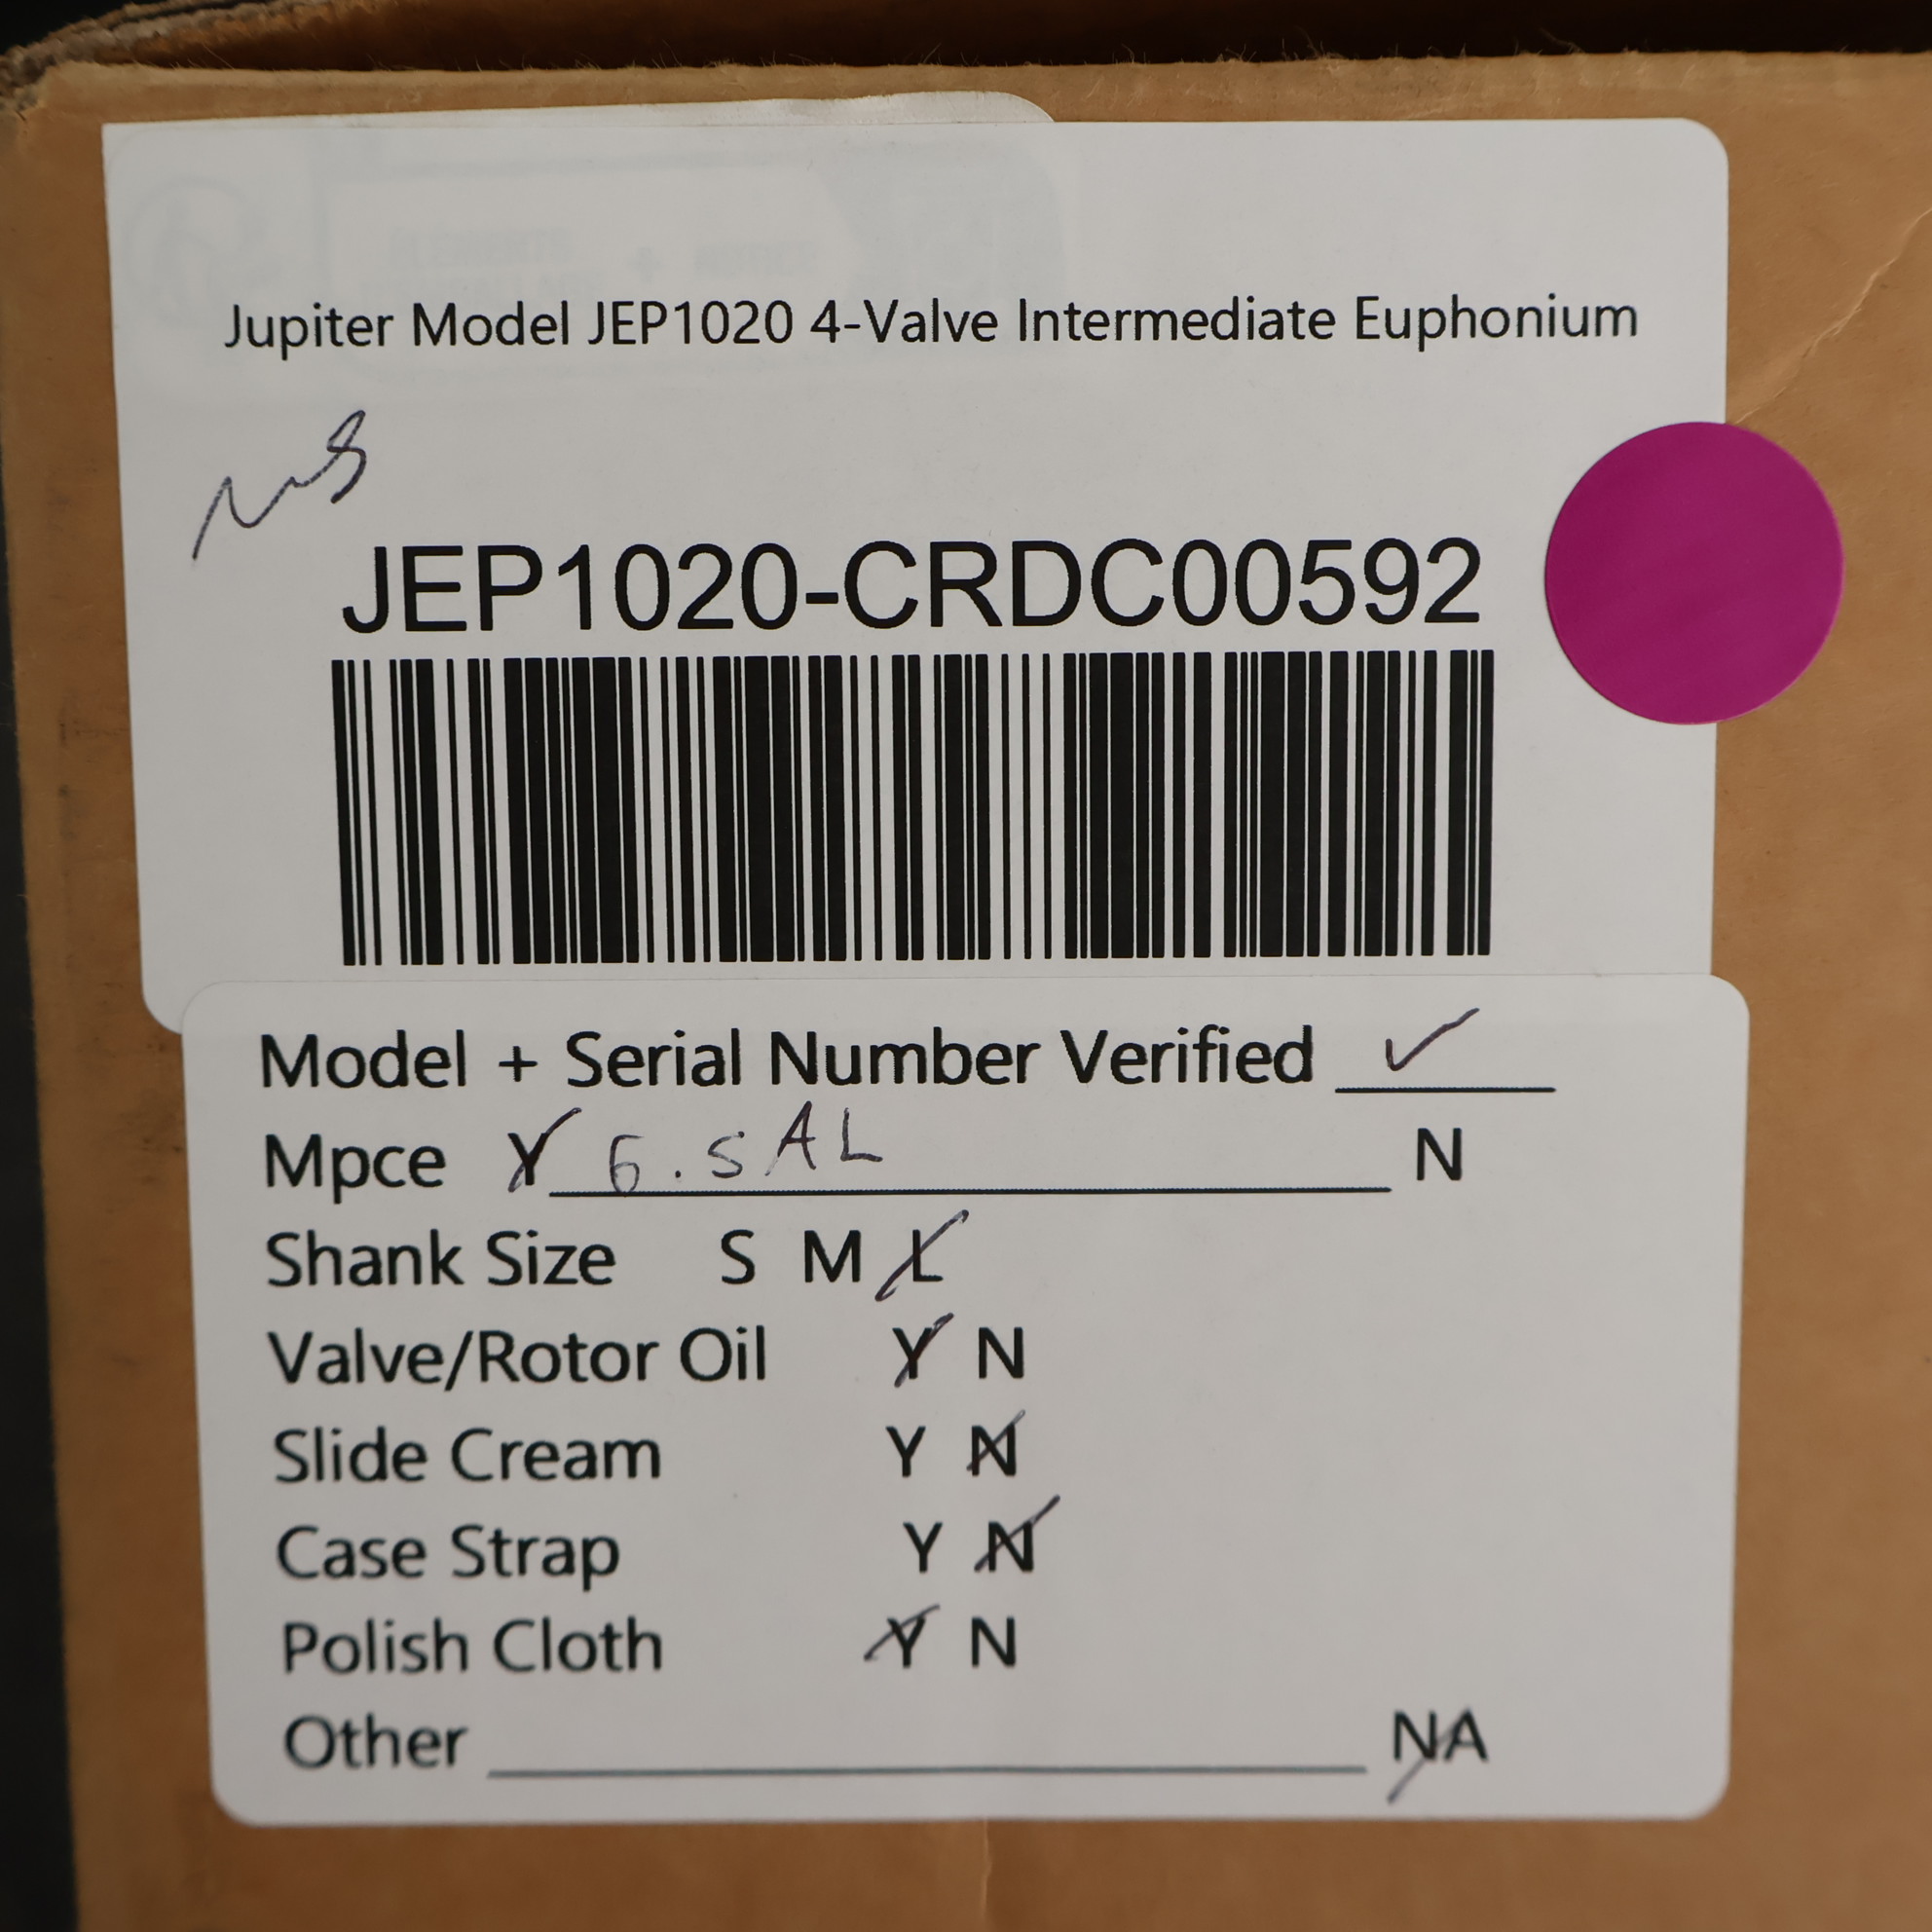 Jupiter Model JEP1020 4-Valve Intermediate Euphonium
JEP1020-CRDC00592
Model + Serial Number Verified ✓
Mpce Y 6.5AL N
Shank Size S M L
Valve/Rotor Oil Y N
Slide Cream Y N
Case Strap Y N
Polish Cloth Y N
Other NA